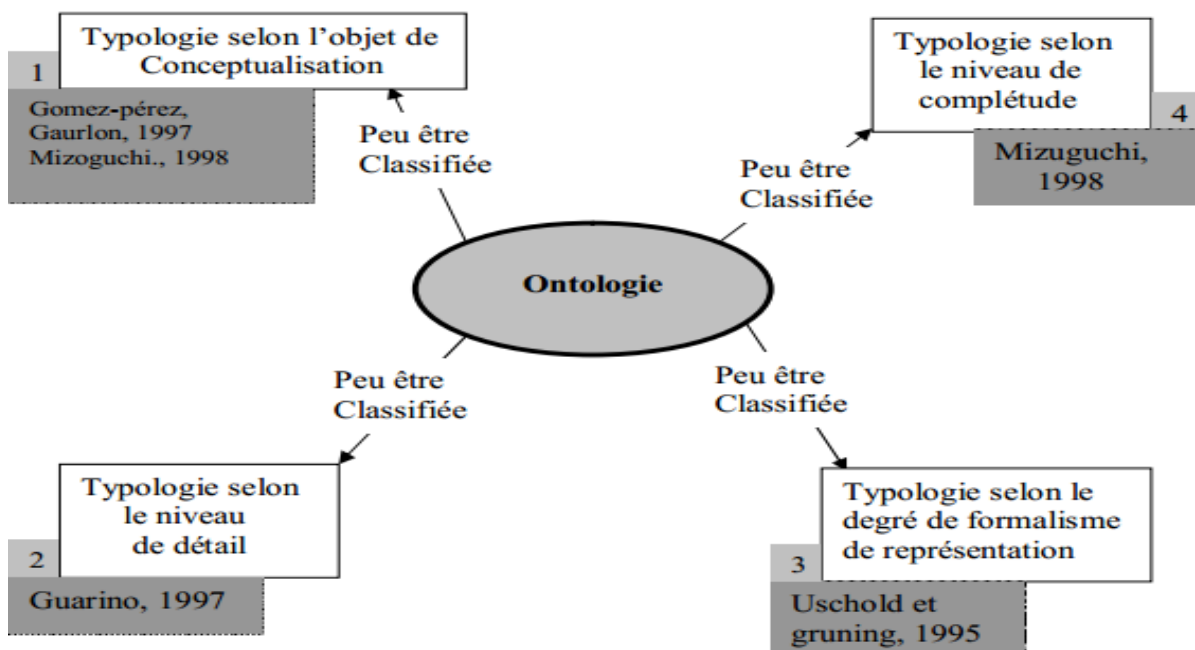 Typologie selon l’objet de
Conceptualisation
1
Gomez-pérez,
Gaurlon, 1997
Mizoguchi., 1998
Peu être
Classifiée
Typologie selon
le niveau de
complétude
4
Mizuguchi,
1998
Peu être
Classifiée
Ontologie
Peu être
Classifiée
Typologie selon
le niveau
de détail
2
Guarino, 1997
Peu être
Classifiée
Typologie selon le
degré de formalisme
de représentation
3
Uschold et
gruning, 1995